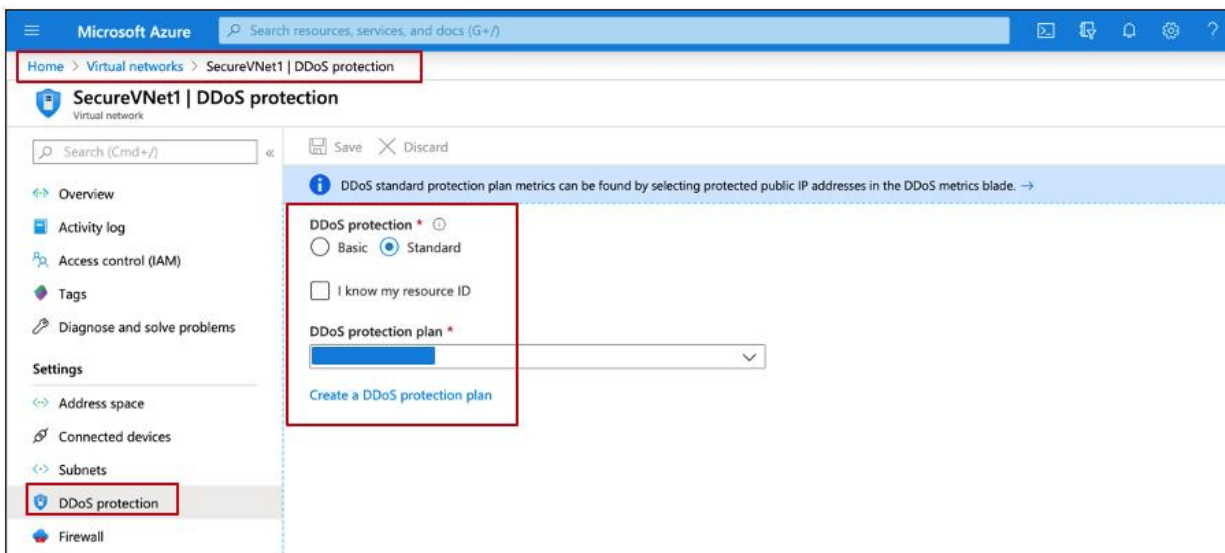 Microsoft Azure
Search resources, services, and docs (G+/)
Home > Virtual networks > SecureVNet1 | DDoS protection
SecureVNet1 | DDoS protection
Virtual network
Search (Cmd+/)
Save Discard
DDoS standard protection plan metrics can be found by selecting protected public IP addresses in the DDoS metrics blade. →
Overview
Activity log
Access control (IAM)
Tags
Diagnose and solve problems
Settings
Address space
Connected devices
Subnets
DDoS protection
Firewall
DDoS protection *
Basic Standard
I know my resource ID
DDoS protection plan *
Create a DDoS protection plan